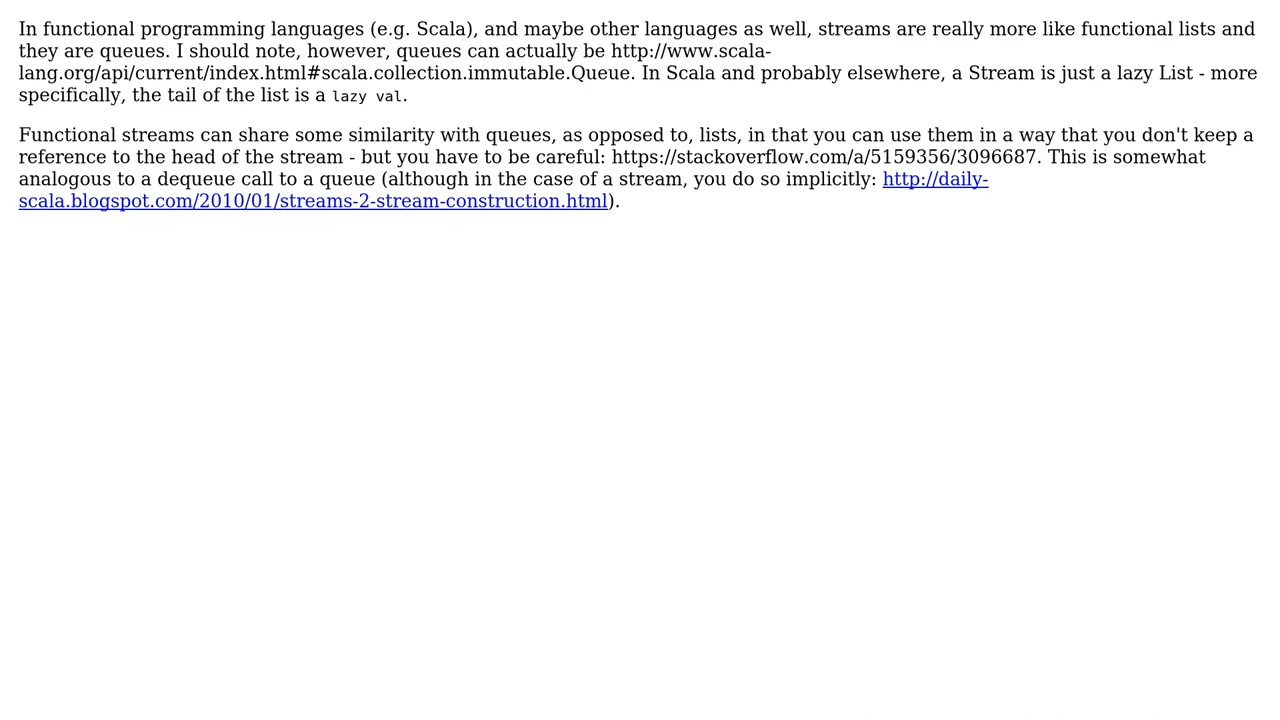 In functional programming languages (e.g. Scala), and maybe other languages as well, streams are really more like functional lists and
they are queues. I should note, however, queues can actually be http://www.scala-
lang.org/api/current/index.html#scala.collection.immutable.Queue. In Scala and probably elsewhere, a Stream is just a lazy List - more
specifically, the tail of the list is a lazy val.
Functional streams can share some similarity with queues, as opposed to, lists, in that you can use them in a way that you don't keep a
reference to the head of the stream - but you have to be careful: https://stackoverflow.com/a/5159356/3096687. This is somewhat
analogous to a dequeue call to a queue (although in the case of a stream, you do so implicitly: http://daily-
scala.blogspot.com/2010/01/streams-2-stream-construction.html).